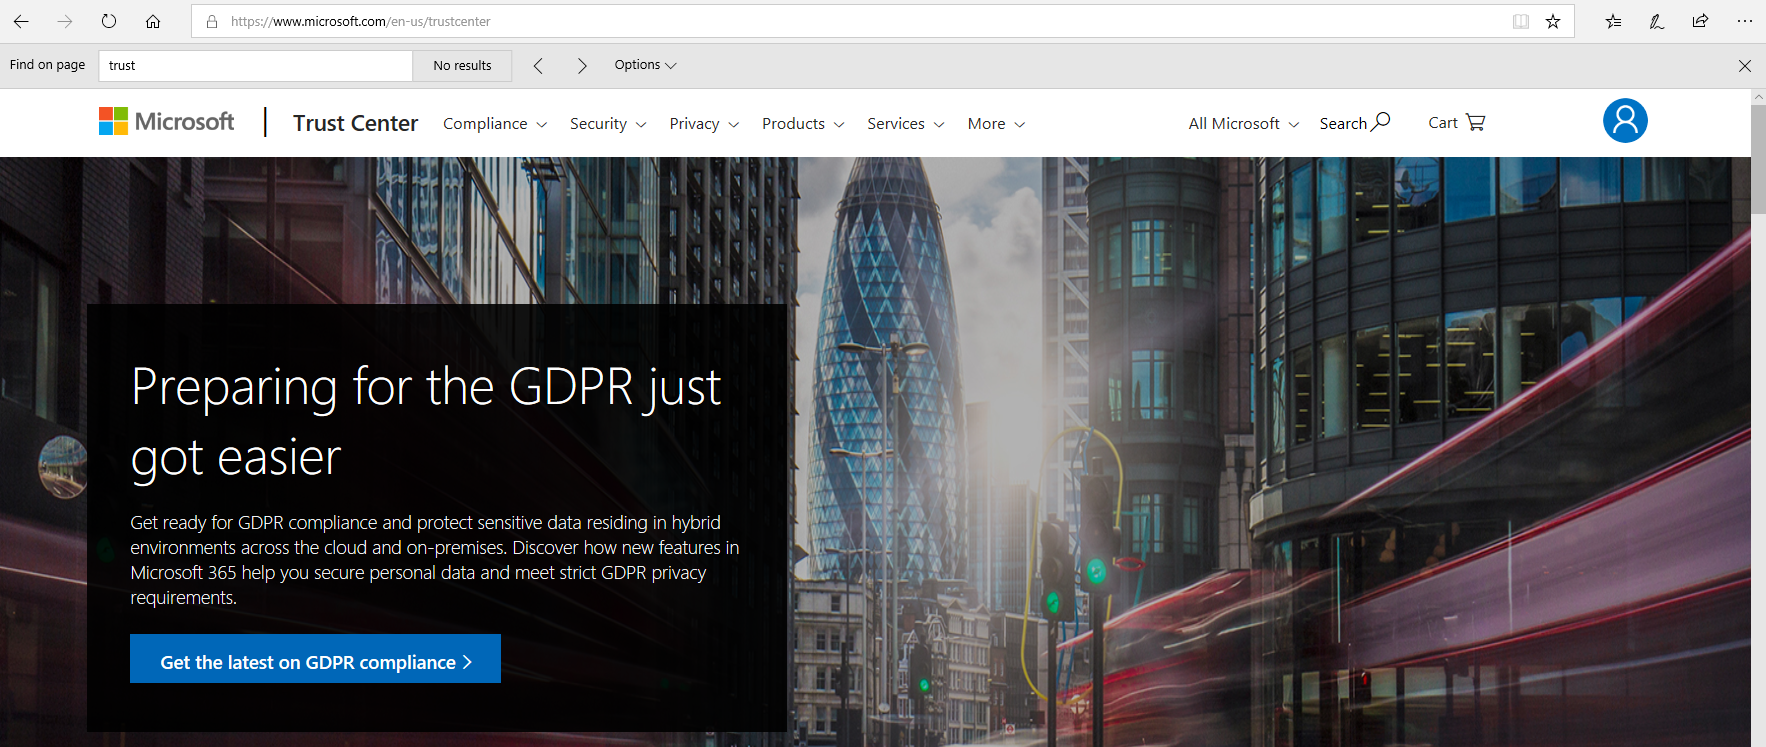 https://www.microsoft.com/en-us/trustcenter
Find on page trust No results Options
Microsoft Trust Center Compliance Security Privacy Products Services More All Microsoft Search Cart
Preparing for the GDPR just
got easier
Get ready for GDPR compliance and protect sensitive data residing in hybrid
environments across the cloud and on-premises. Discover how new features in
Microsoft 365 help you secure personal data and meet strict GDPR privacy
requirements.
Get the latest on GDPR compliance